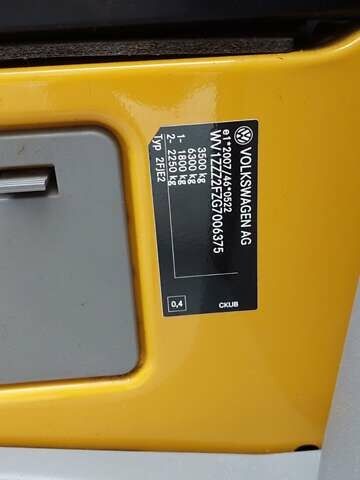 VOLKSWAGEN AG
e1*2007/46*0522
WV1ZZZ2FZG7006375
3500 kg
6300 kg
1- 1800 kg
2- 2250 kg
Typ 2FJE2
0,4
CKUB